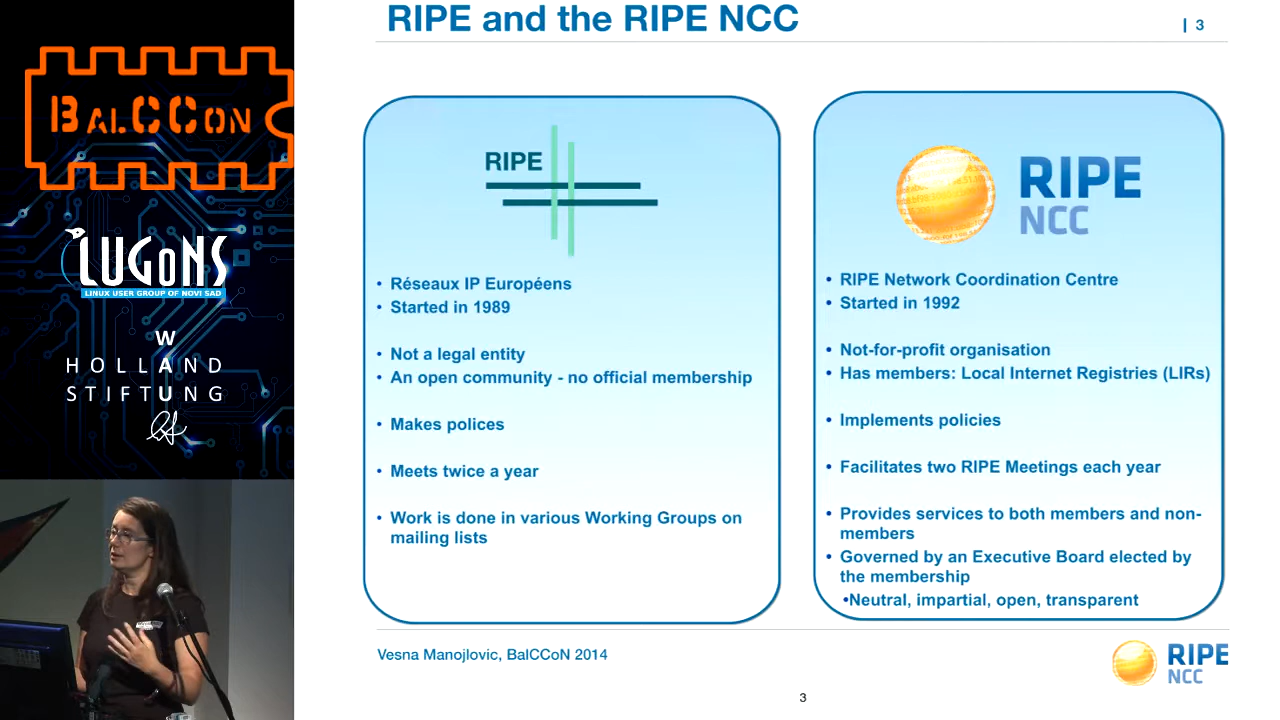 RIPE and the RIPE NCC
| 3
BALCCON
LUGoNS
LINUX USER GROUP OF NOVI SAD
W
HOLLAND
STIFTUNG
RIPE
• Réseaux IP Européens
• Started in 1989
• Not a legal entity
• An open community - no official membership
• Makes polices
• Meets twice a year
• Work is done in various Working Groups on
mailing lists
RIPE
NCC
• RIPE Network Coordination Centre
• Started in 1992
• Not-for-profit organisation
• Has members: Local Internet Registries (LIRs)
• Implements policies
• Facilitates two RIPE Meetings each year
• Provides services to both members and non-
members
• Governed by an Executive Board elected by
the membership
•Neutral, impartial, open, transparent
Vesna Manojlovic, BalCCoN 2014
RIPE
NCC
3